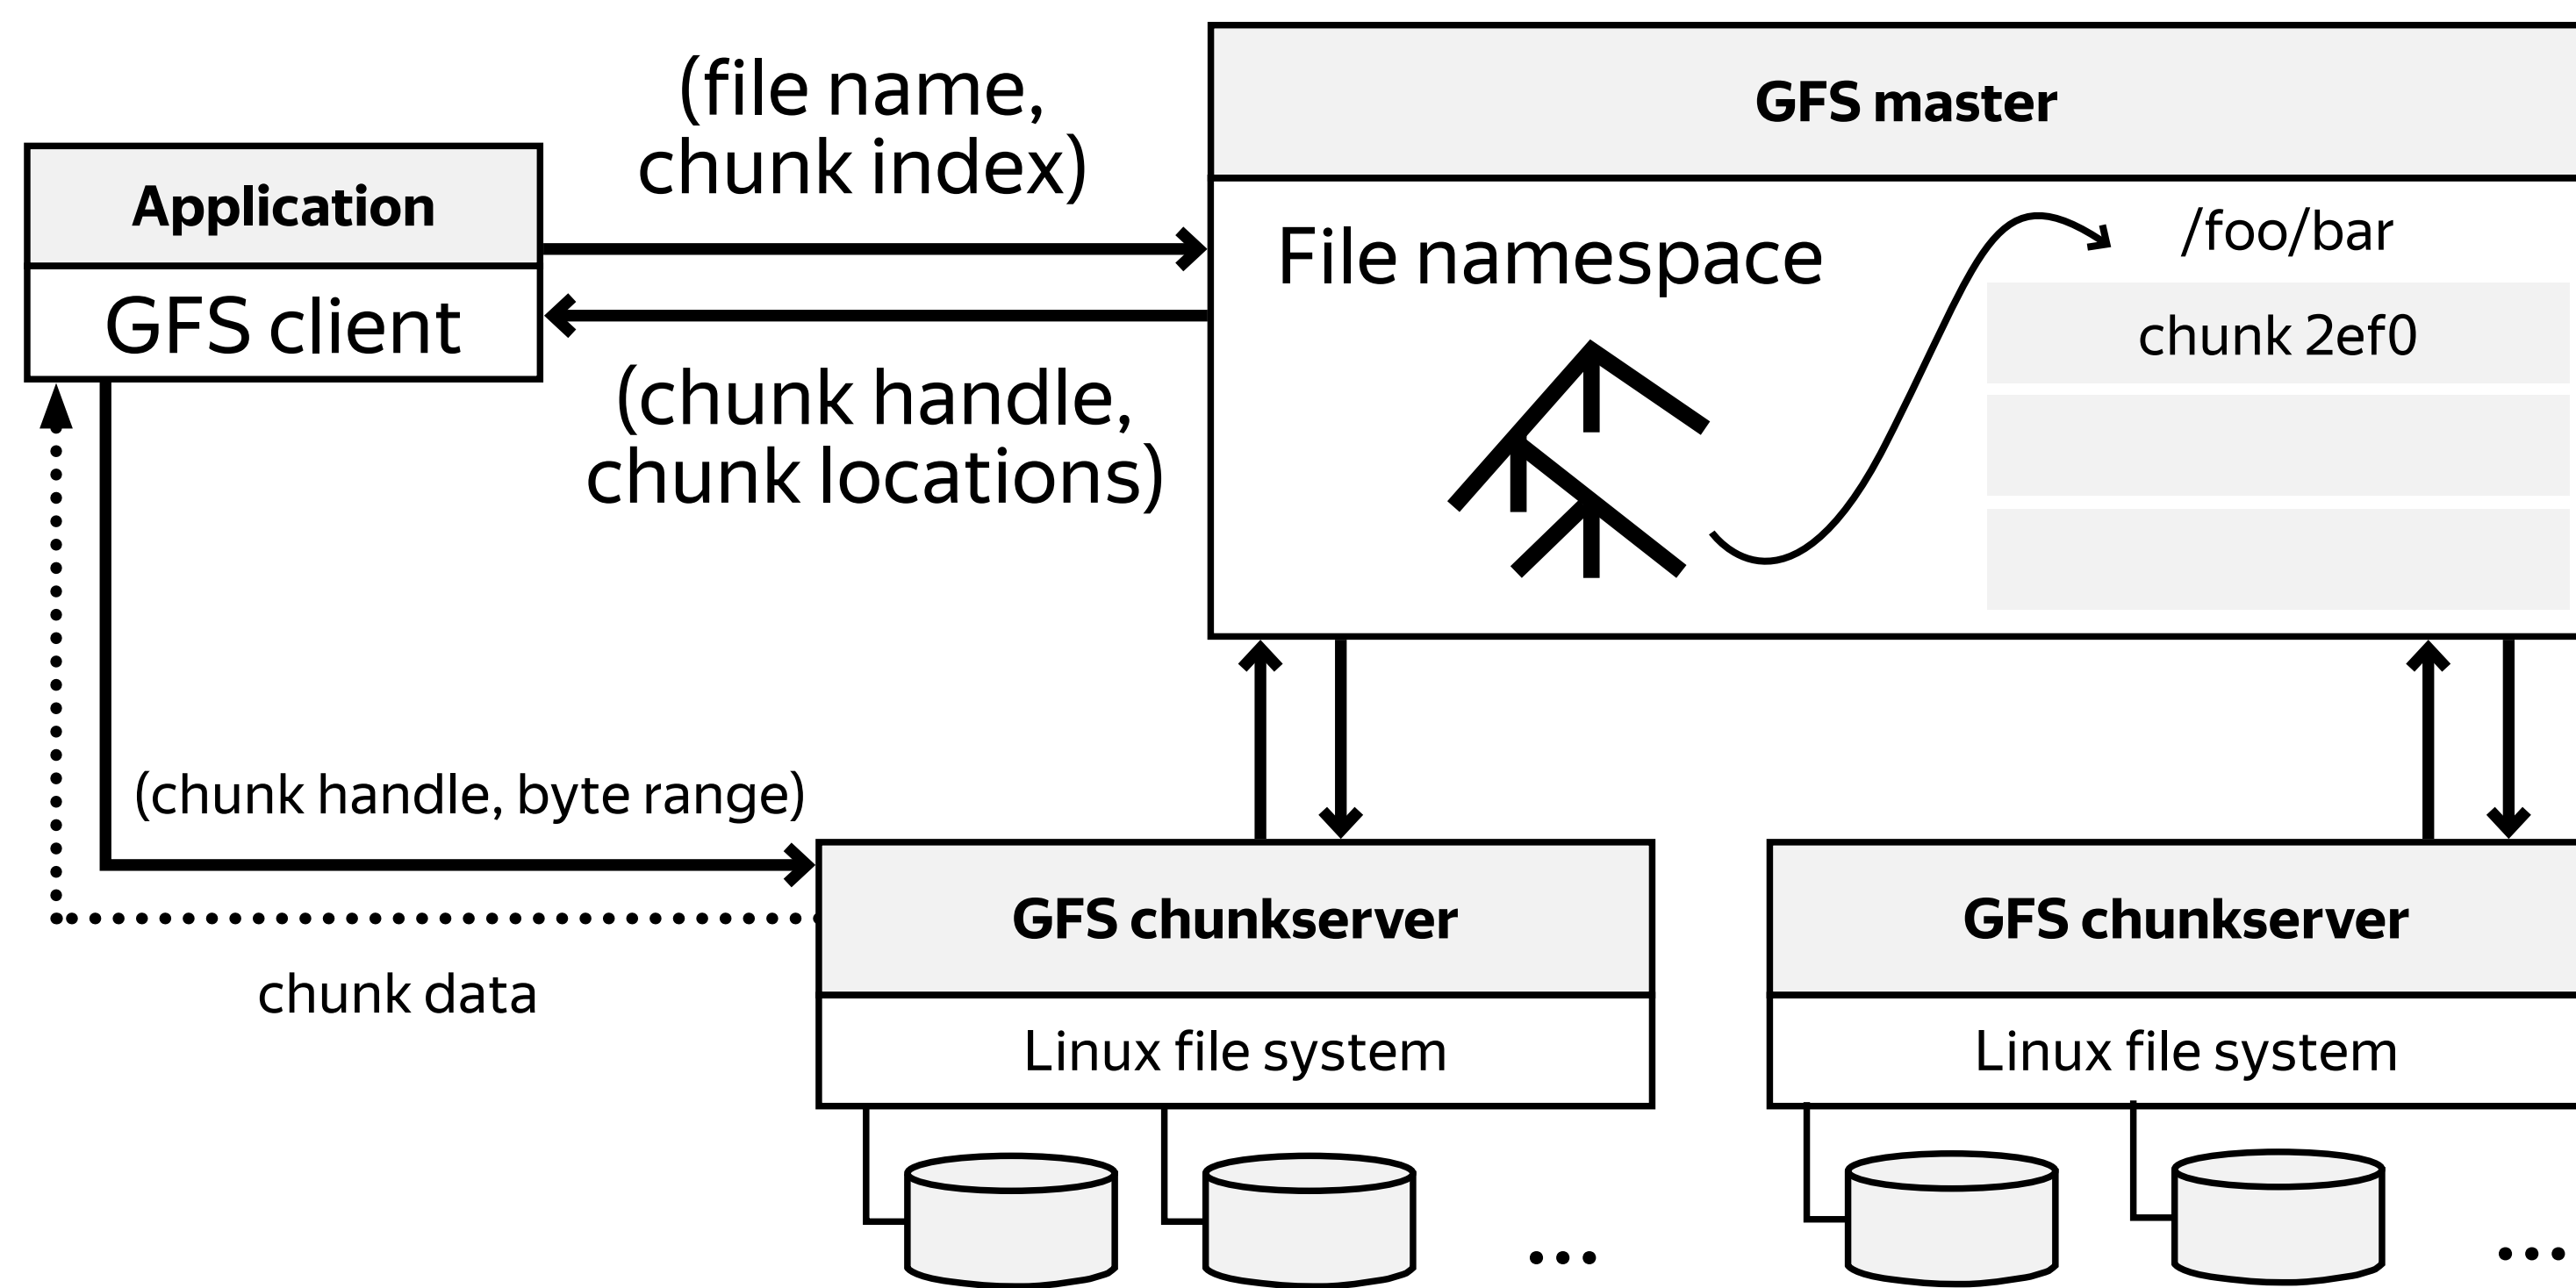 (file name,
chunk index)
GFS master
Application
GFS client
(chunk handle,
chunk locations)
File namespace
/foo/bar
chunk 2ef0
(chunk handle, byte range)
chunk data
GFS chunkserver
Linux file system
...
GFS chunkserver
Linux file system
...